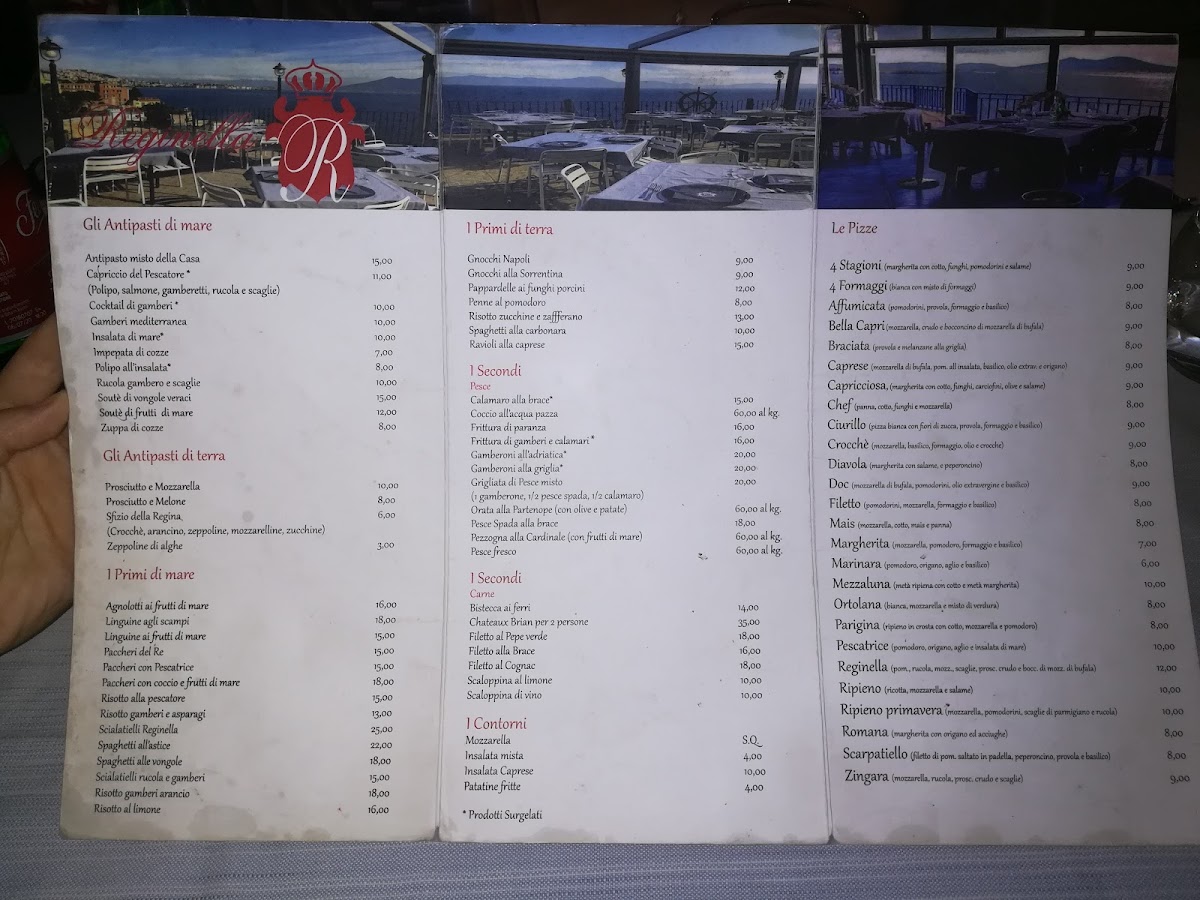 Reginella
R
Gli Antipasti di mare
Antipasto misto della Casa 15,00
Capriccio del Pescatore * 11,00
(Polipo, salmone, gamberetti, rucola e scaglie)
Cocktail di gamberi * 10,00
Gamberi mediterranea 10,00
Insalata di mare* 10,00
Impepata di cozze 7,00
Polipo all'insalata* 8,00
Rucola gambero e scaglie 10,00
Soutè di vongole veraci 15,00
Soutè di frutti di mare 12,00
Zuppa di cozze 8,00
Gli Antipasti di terra
Prosciutto e Mozzarella 10,00
Prosciutto e Melone 8,00
Sfizio della Regina 6,00
(Crocchè, arancino, zeppoline, mozzarelline, zucchine)
Zeppoline di alghe 3,00
I Primi di mare
Agnolotti ai frutti di mare 16,00
Linguine agli scampi 18,00
Linguine ai frutti di mare 15,00
Paccheri del Re 15,00
Paccheri con Pescatrice 15,00
Paccheri con coccio e frutti di mare 18,00
Risotto alla pescatore 15,00
Risotto gamberi e asparagi 13,00
Scialatielli Reginella 25,00
Spaghetti all'astice 22,00
Spaghetti alle vongole 18,00
Scialatielli rucola e gamberi 15,00
Risotto gamberi arancio 18,00
Risotto al limone 16,00
I Primi di terra
Gnocchi Napoli 9,00
Gnocchi alla Sorrentina 9,00
Pappardelle ai funghi porcini 12,00
Penne al pomodoro 8,00
Risotto zucchine e zaffferano 13,00
Spaghetti alla carbonara 10,00
Ravioli alla caprese 15,00
I Secondi
Pesce
Calamaro alla brace* 15,00
Coccio all'acqua pazza 60,00 al kg.
Frittura di paranza 16,00
Frittura di gamberi e calamari * 16,00
Gamberoni all'adriatica* 20,00
Gamberoni alla griglia* 20,00
Grigliata di Pesce misto 20,00
(1 gamberone, 1/2 pesce spada, 1/2 calamaro)
Orata alla Partenope (con olive e patate) 60,00 al kg.
Pesce Spada alla brace 18,00
Pezzogna alla Cardinale (con frutti di mare) 60,00 al kg.
Pesce fresco 60,00 al kg.
I Secondi
Carne
Bistecca ai ferri 14,00
Chateaux Brian per 2 persone 35,00
Filetto al Pepe verde 18,00
Filetto alla Brace 16,00
Filetto al Cognac 18,00
Scaloppina al limone 10,00
Scaloppina di vino 10,00
I Contorni
Mozzarella S.Q.
Insalata mista 4,00
Insalata Caprese 10,00
Patatine fritte 4,00
* Prodotti Surgelati
Le Pizze
4 Stagioni (margherita con cotto, funghi, pomodorini e salame) 9,00
4 Formaggi (bianca con misto di formaggi) 9,00
Affumicata (pomodorini, provola, formaggio e basilico) 8,00
Bella Capri (mozzarella, crudo e bocconcino di mozzarella di bufala) 9,00
Braciata (provola e melanzane alla griglia) 8,00
Caprese (mozzarella di bufala, pom. all insalata, basilico, olio extrav. e origano) 9,00
Capricciosa, (margherita con cotto, funghi, carciofini, olive e salame) 9,00
Chef (panna, cotto, funghi e mozzarella) 8,00
Ciurillo (pizza bianca con fiori di zucca, provola, formaggio e basilico) 9,00
Crocchè (mozzarella, basilico, formaggio, olio e crocche) 9,00
Diavola (margherita con salame, e peperoncino) 8,00
Doc (mozzarella di bufala, pomodorini, olio extravergine e basilico) 9,00
Filetto (pomodorini, mozzarella, formaggio e basilico) 8,00
Mais (mozzarella, cotto, mais e panna) 8,00
Margherita (mozzarella, pomodoro, formaggio e basilico) 7,00
Marinara (pomodoro, origano, aglio e basilico) 6,00
Mezzaluna (metà ripiena con cotto e metà margherita) 10,00
Ortolana (bianca, mozzarella e misto di verdura) 8,00
Parigina (ripieno in crosta con cotto, mozzarella e pomodoro) 8,00
Pescatrice (pomodoro, origano, aglio e insalata di mare) 10,00
Reginella (pom., rucola, mozz., scaglie, prosc. crudo e bocc. di mozz. di bufala) 12,00
Ripieno (ricotta, mozzarella e salame) 10,00
Ripieno primavera (mozzarella, pomodorini, scaglie di parmigiano e rucola) 10,00
Romana (margherita con origano ed acciughe) 8,00
Scarpatiello (filetto di pom. saltato in padella, peperoncino, provola e basilico) 8,00
Zingara (mozzarella, rucola, prosc. crudo e scaglie) 9,00